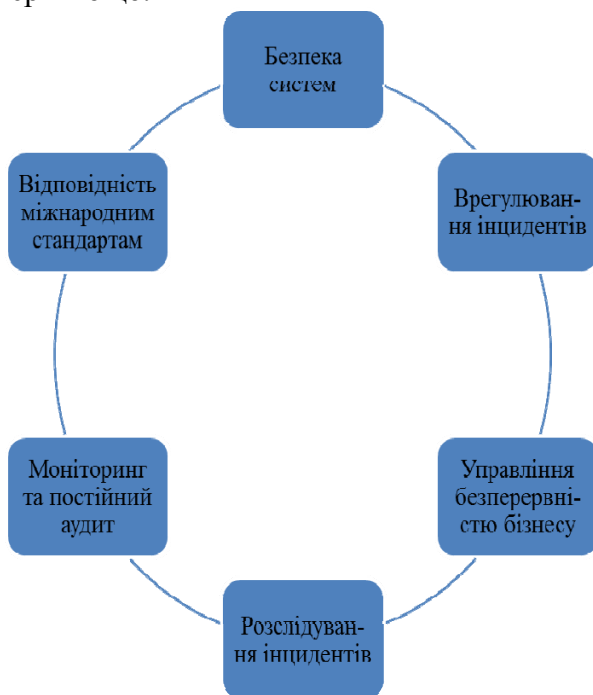 Безпека
систем
Врегулюван-
ня інцидентів
Управління
безперервні-
стю бізнесу
Розслідуван-
ня інцидентів
Моніторинг
та постійний
аудит
Відповідність
міжнародним
стандартам